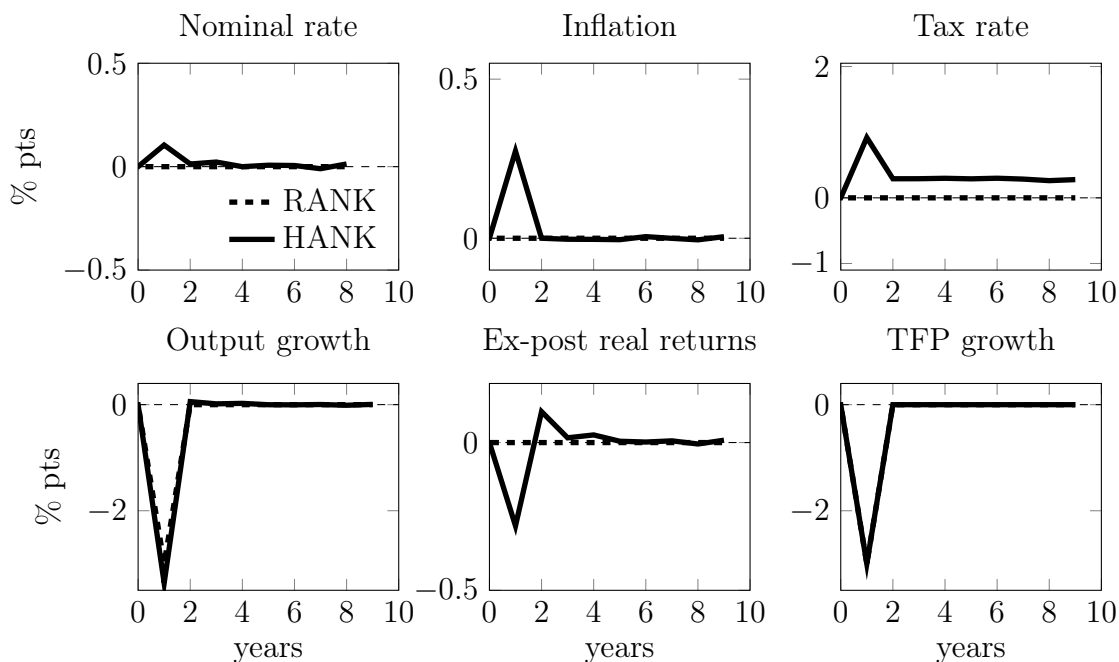 Nominal rate
Inflation
Tax rate
% pts
0.5
0
−0.5
RANK
HANK
0 2 4 6 8 10
0.5
0
0 2 4 6 8 10
2
0
−1
0 2 4 6 8 10
Output growth
Ex-post real returns
TFP growth
% pts
0
−2
0 2 4 6 8 10
years
0
−0.5
0 2 4 6 8 10
years
0
−2
0 2 4 6 8 10
years